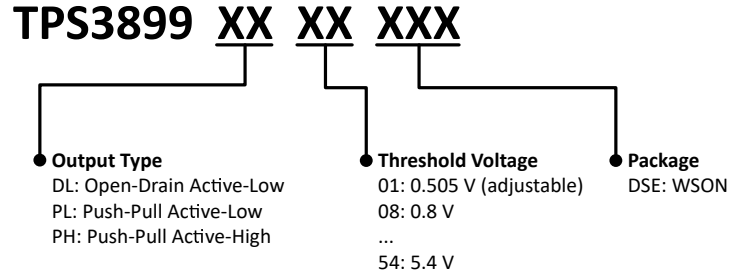 TPS3899 XX XX XXX
Output Type
DL: Open-Drain Active-Low
PL: Push-Pull Active-Low
PH: Push-Pull Active-High
Threshold Voltage
01: 0.505 V (adjustable)
08: 0.8 V
...
54: 5.4 V
Package
DSE: WSON